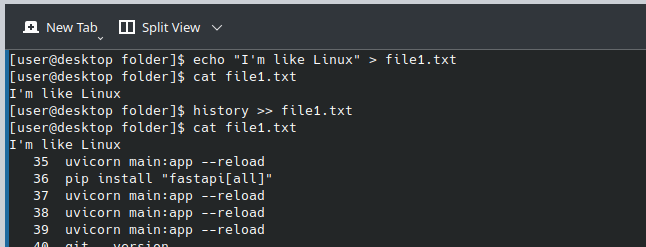 New Tab Split View
[user@desktop folder]$ echo "I'm like Linux" > file1.txt
[user@desktop folder]$ cat file1.txt
I'm like Linux
[user@desktop folder]$ history >> file1.txt
[user@desktop folder]$ cat file1.txt
I'm like Linux
35 uvicorn main:app --reload
36 pip install "fastapi[all]"
37 uvicorn main:app --reload
38 uvicorn main:app --reload
39 uvicorn main:app --reload
40 git --version